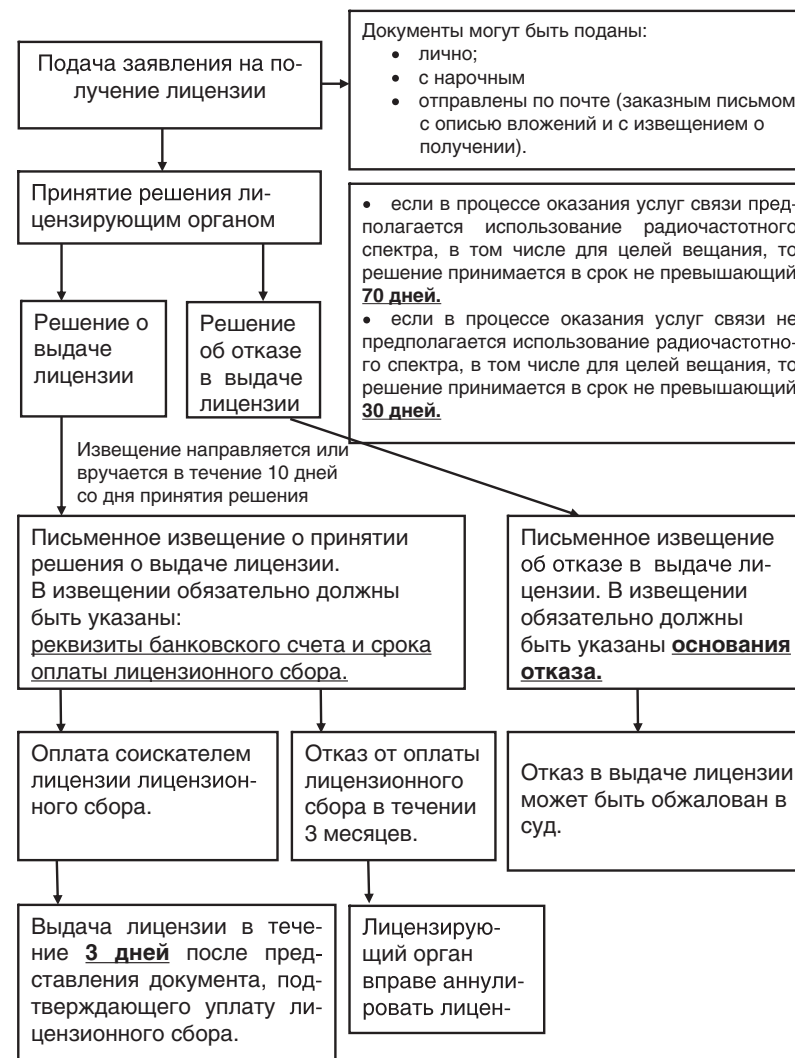 Подача заявления на по-
лучение лицензии
Документы могут быть поданы:
• лично;
• с нарочным
• отправлены по почте (заказным письмом
с описью вложений и с извещением о
получении).
Принятие решения ли-
цензирующим органом
• если в процессе оказания услуг связи пред-
полагается использование радиочастотного
спектра, в том числе для целей вещания, то
решение принимается в срок не превышающий
70 дней.
• если в процессе оказания услуг связи не
предполагается использование радиочастотно-
го спектра, в том числе для целей вещания, то
решение принимается в срок не превышающий
30 дней.
Решение о
выдаче
лицензии
Решение
об отказе
в выдаче
лицензии
Извещение направляется или
вручается в течение 10 дней
со дня принятия решения
Письменное извещение о принятии
решения о выдаче лицензии.
В извещении обязательно должны
быть указаны:
реквизиты банковского счета и срока
оплаты лицензионного сбора.
Письменное извещение
об отказе в выдаче ли-
цензии. В извещении
обязательно должны
быть указаны основания
отказа.
Оплата соискателем
лицензии лицензион-
ного сбора.
Отказ от оплаты
лицензионного
сбора в течении
3 месяцев.
Отказ в выдаче лицензии
может быть обжалован в
суд.
Выдача лицензии в тече-
ние 3 дней после пред-
ставления документа, под-
тверждающего уплату ли-
цензионного сбора.
Лицензирую-
щий орган
вправе аннули-
ровать лицен-